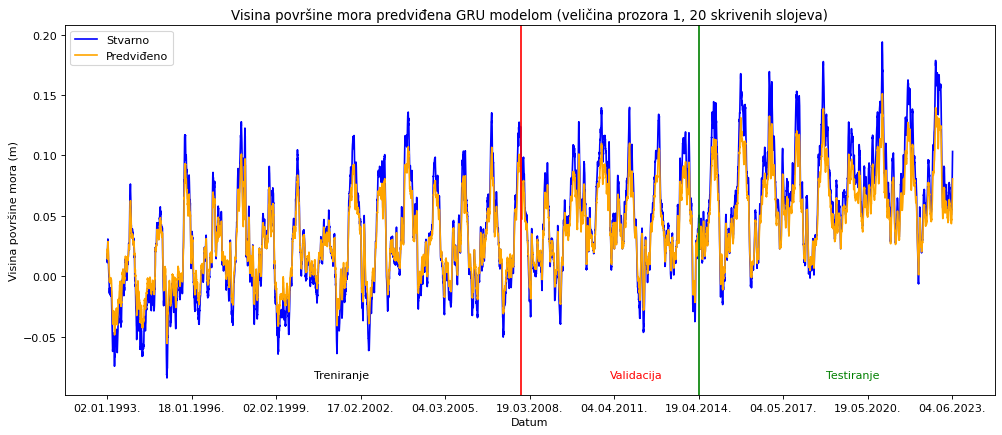 Visina površine mora predviđena GRU modelom (veličina prozora 1, 20 skrivenih slojeva)
Stvarno
Predviđeno
Visina površine mora (m)
0.20
0.15
0.10
0.05
0.00
−0.05
Treniranje
Validacija
Testiranje
02.01.1993.
18.01.1996.
02.02.1999.
17.02.2002.
04.03.2005.
19.03.2008.
04.04.2011.
19.04.2014.
04.05.2017.
19.05.2020.
04.06.2023.
Datum